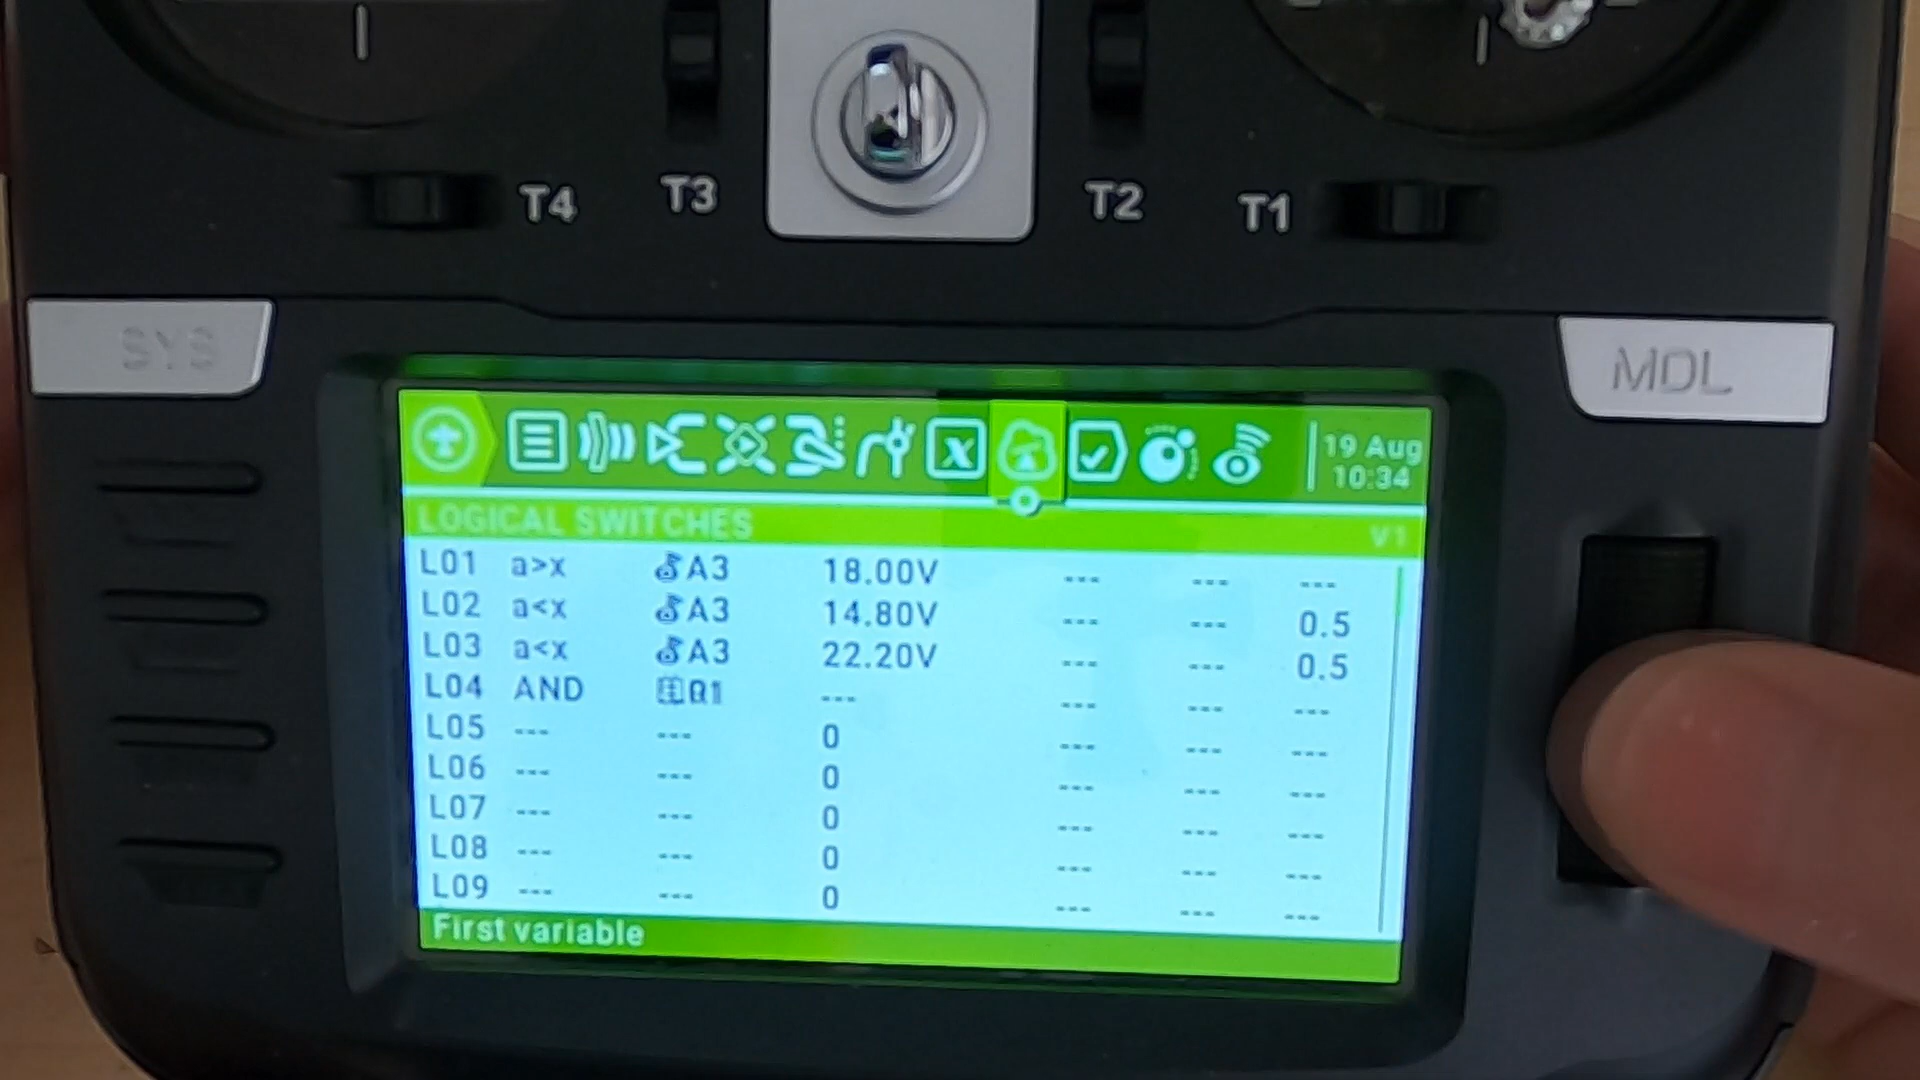 T4 T3 T2 T1
SYS
MDL
19 Aug
10:34
LOGICAL SWITCHES V1
L01 a>x A3 18.00V --- --- ---
L02 a<x A3 14.80V --- --- 0.5
L03 a<x A3 22.20V --- --- 0.5
L04 AND --- --- --- ---
L05 --- --- 0 --- --- ---
L06 --- --- 0 --- --- ---
L07 --- --- 0 --- --- ---
L08 --- --- 0 --- --- ---
L09 --- --- 0 --- --- ---
First variable